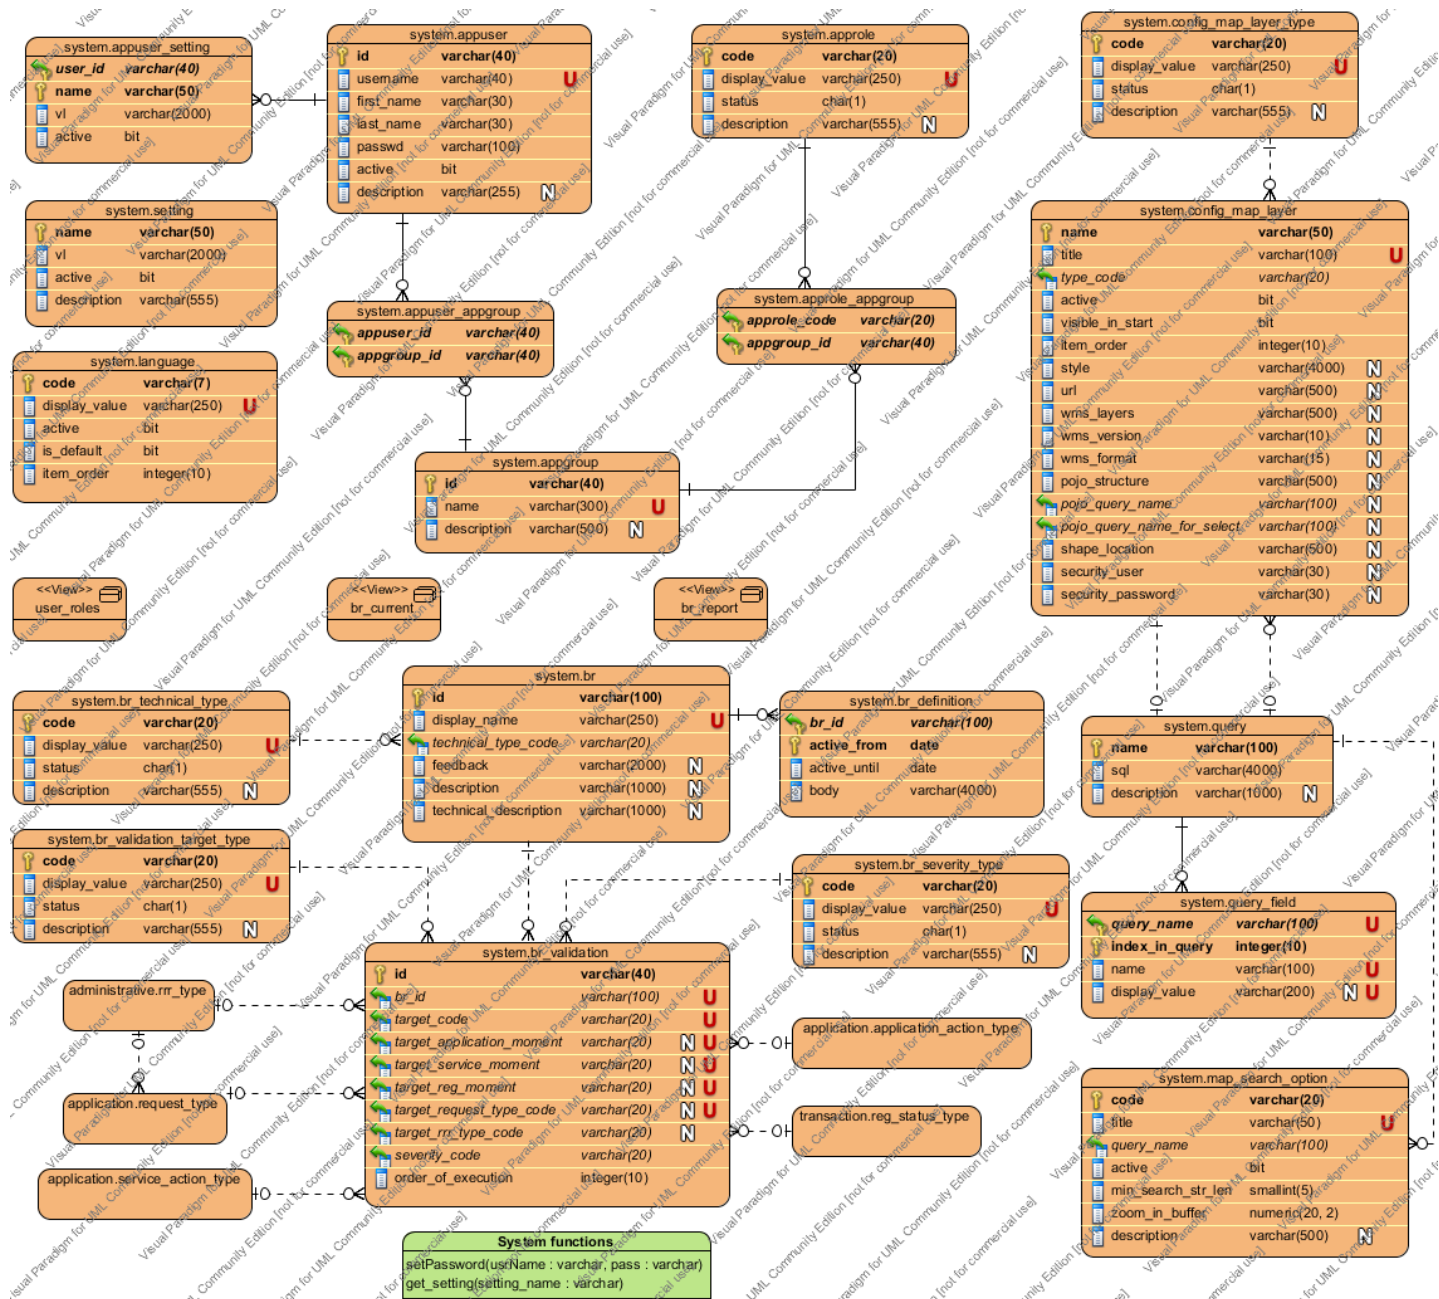 system.appuser_setting
user_id varchar(40)
name varchar(50)
vl varchar(2000)
active bit
system.appuser
id varchar(40)
username varchar(40) U
first_name varchar(30)
last_name varchar(30)
passwd varchar(100)
active bit
description varchar(255) N
system.approle
code varchar(20)
display_value varchar(250) U
status char(1)
description varchar(555) N
system.config_map_layer_type
code varchar(20)
display_value varchar(250) U
status char(1)
description varchar(555) N
system.setting
name varchar(50)
vl varchar(2000)
active bit
description varchar(555)
system.appuser_appgroup
appuser_id varchar(40)
appgroup_id varchar(40)
system.approle_appgroup
approle_code varchar(20)
appgroup_id varchar(40)
system.config_map_layer
name varchar(50)
title varchar(100) U
type_code varchar(20)
active bit
visible_in_start bit
item_order integer(10)
style varchar(4000) N
url varchar(500) N
wms_layers varchar(500) N
wms_version varchar(10) N
wms_format varchar(15) N
pojo_structure varchar(500) N
pojo_query_name varchar(100) N
pojo_query_name_for_select varchar(100) N
shape_location varchar(500) N
security_user varchar(30) N
security_password varchar(30) N
system.language
code varchar(7)
display_value varchar(250) U
active bit
is_default bit
item_order integer(10)
system.appgroup
id varchar(40)
name varchar(300) U
description varchar(500) N
<<View>>
user_roles
<<View>>
br_current
<<View>>
br_report
system.br_technical_type
code varchar(20)
display_value varchar(250) U
status char(1)
description varchar(555) N
system.br
id varchar(100)
display_name varchar(250) U
technical_type_code varchar(20)
feedback varchar(2000) N
description varchar(1000) N
technical_description varchar(1000) N
system.br_definition
br_id varchar(100)
active_from date
active_until date
body varchar(4000)
system.query
name varchar(100)
sql varchar(4000)
description varchar(1000) N
system.br_validation_target_type
code varchar(20)
display_value varchar(250) U
status char(1)
description varchar(555) N
system.br_severity_type
code varchar(20)
display_value varchar(250) U
status char(1)
description varchar(555) N
system.query_field
query_name varchar(100) U
index_in_query integer(10)
name varchar(100) U
display_value varchar(200) N U
system.br_validation
id varchar(40)
br_id varchar(100) U
target_code varchar(20) U
target_application_moment varchar(20) N U
target_service_moment varchar(20) N U
target_reg_moment varchar(20) N U
target_request_type_code varchar(20) N U
target_rrr_type_code varchar(20) N
severity_code varchar(20)
order_of_execution integer(10)
administrative.rrr_type
application.request_type
application.service_action_type
application.application_action_type
transaction.reg_status_type
system.map_search_option
code varchar(20)
title varchar(50) U
query_name varchar(100)
active bit
min_search_str_len smallint(5)
zoom_in_buffer numeric(20, 2)
description varchar(500) N
System functions
setPassword(usrName : varchar, pass : varchar)
get_setting(setting_name : varchar)
Visual Paradigm for UML Community Edition [not for commercial use]